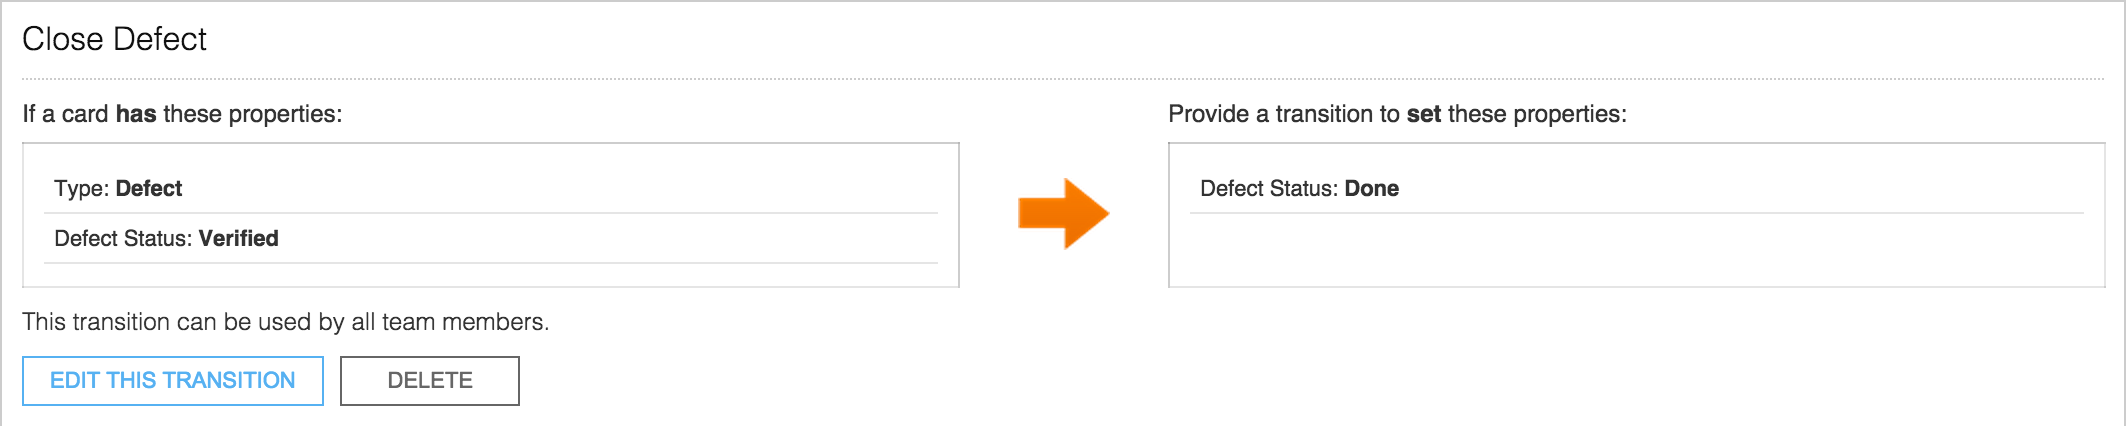 Close Defect
If a card has these properties:
Type: Defect
Defect Status: Verified
Provide a transition to set these properties:
Defect Status: Done
This transition can be used by all team members.
EDIT THIS TRANSITION
DELETE